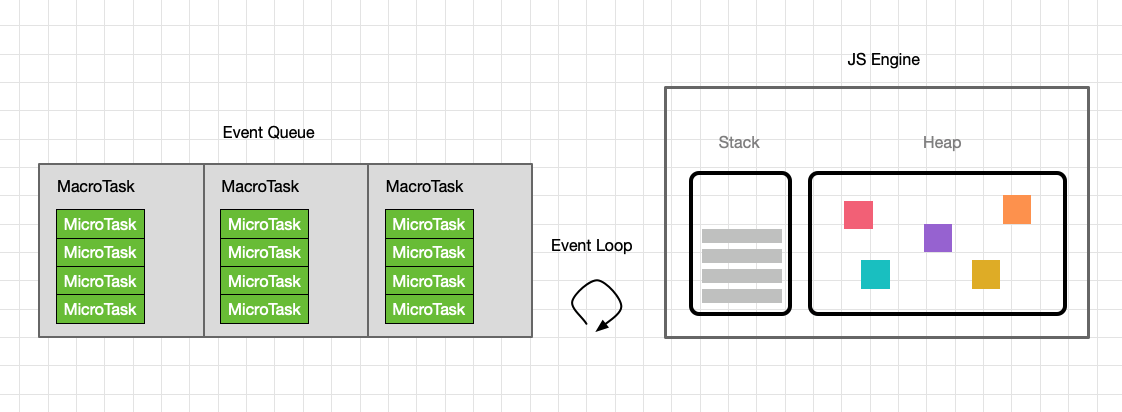 JS Engine
Event Queue
Stack
Heap
MacroTask
MacroTask
MacroTask
MicroTask
MicroTask
MicroTask
MicroTask
MicroTask
MicroTask
MicroTask
MicroTask
MicroTask
MicroTask
MicroTask
MicroTask
Event Loop